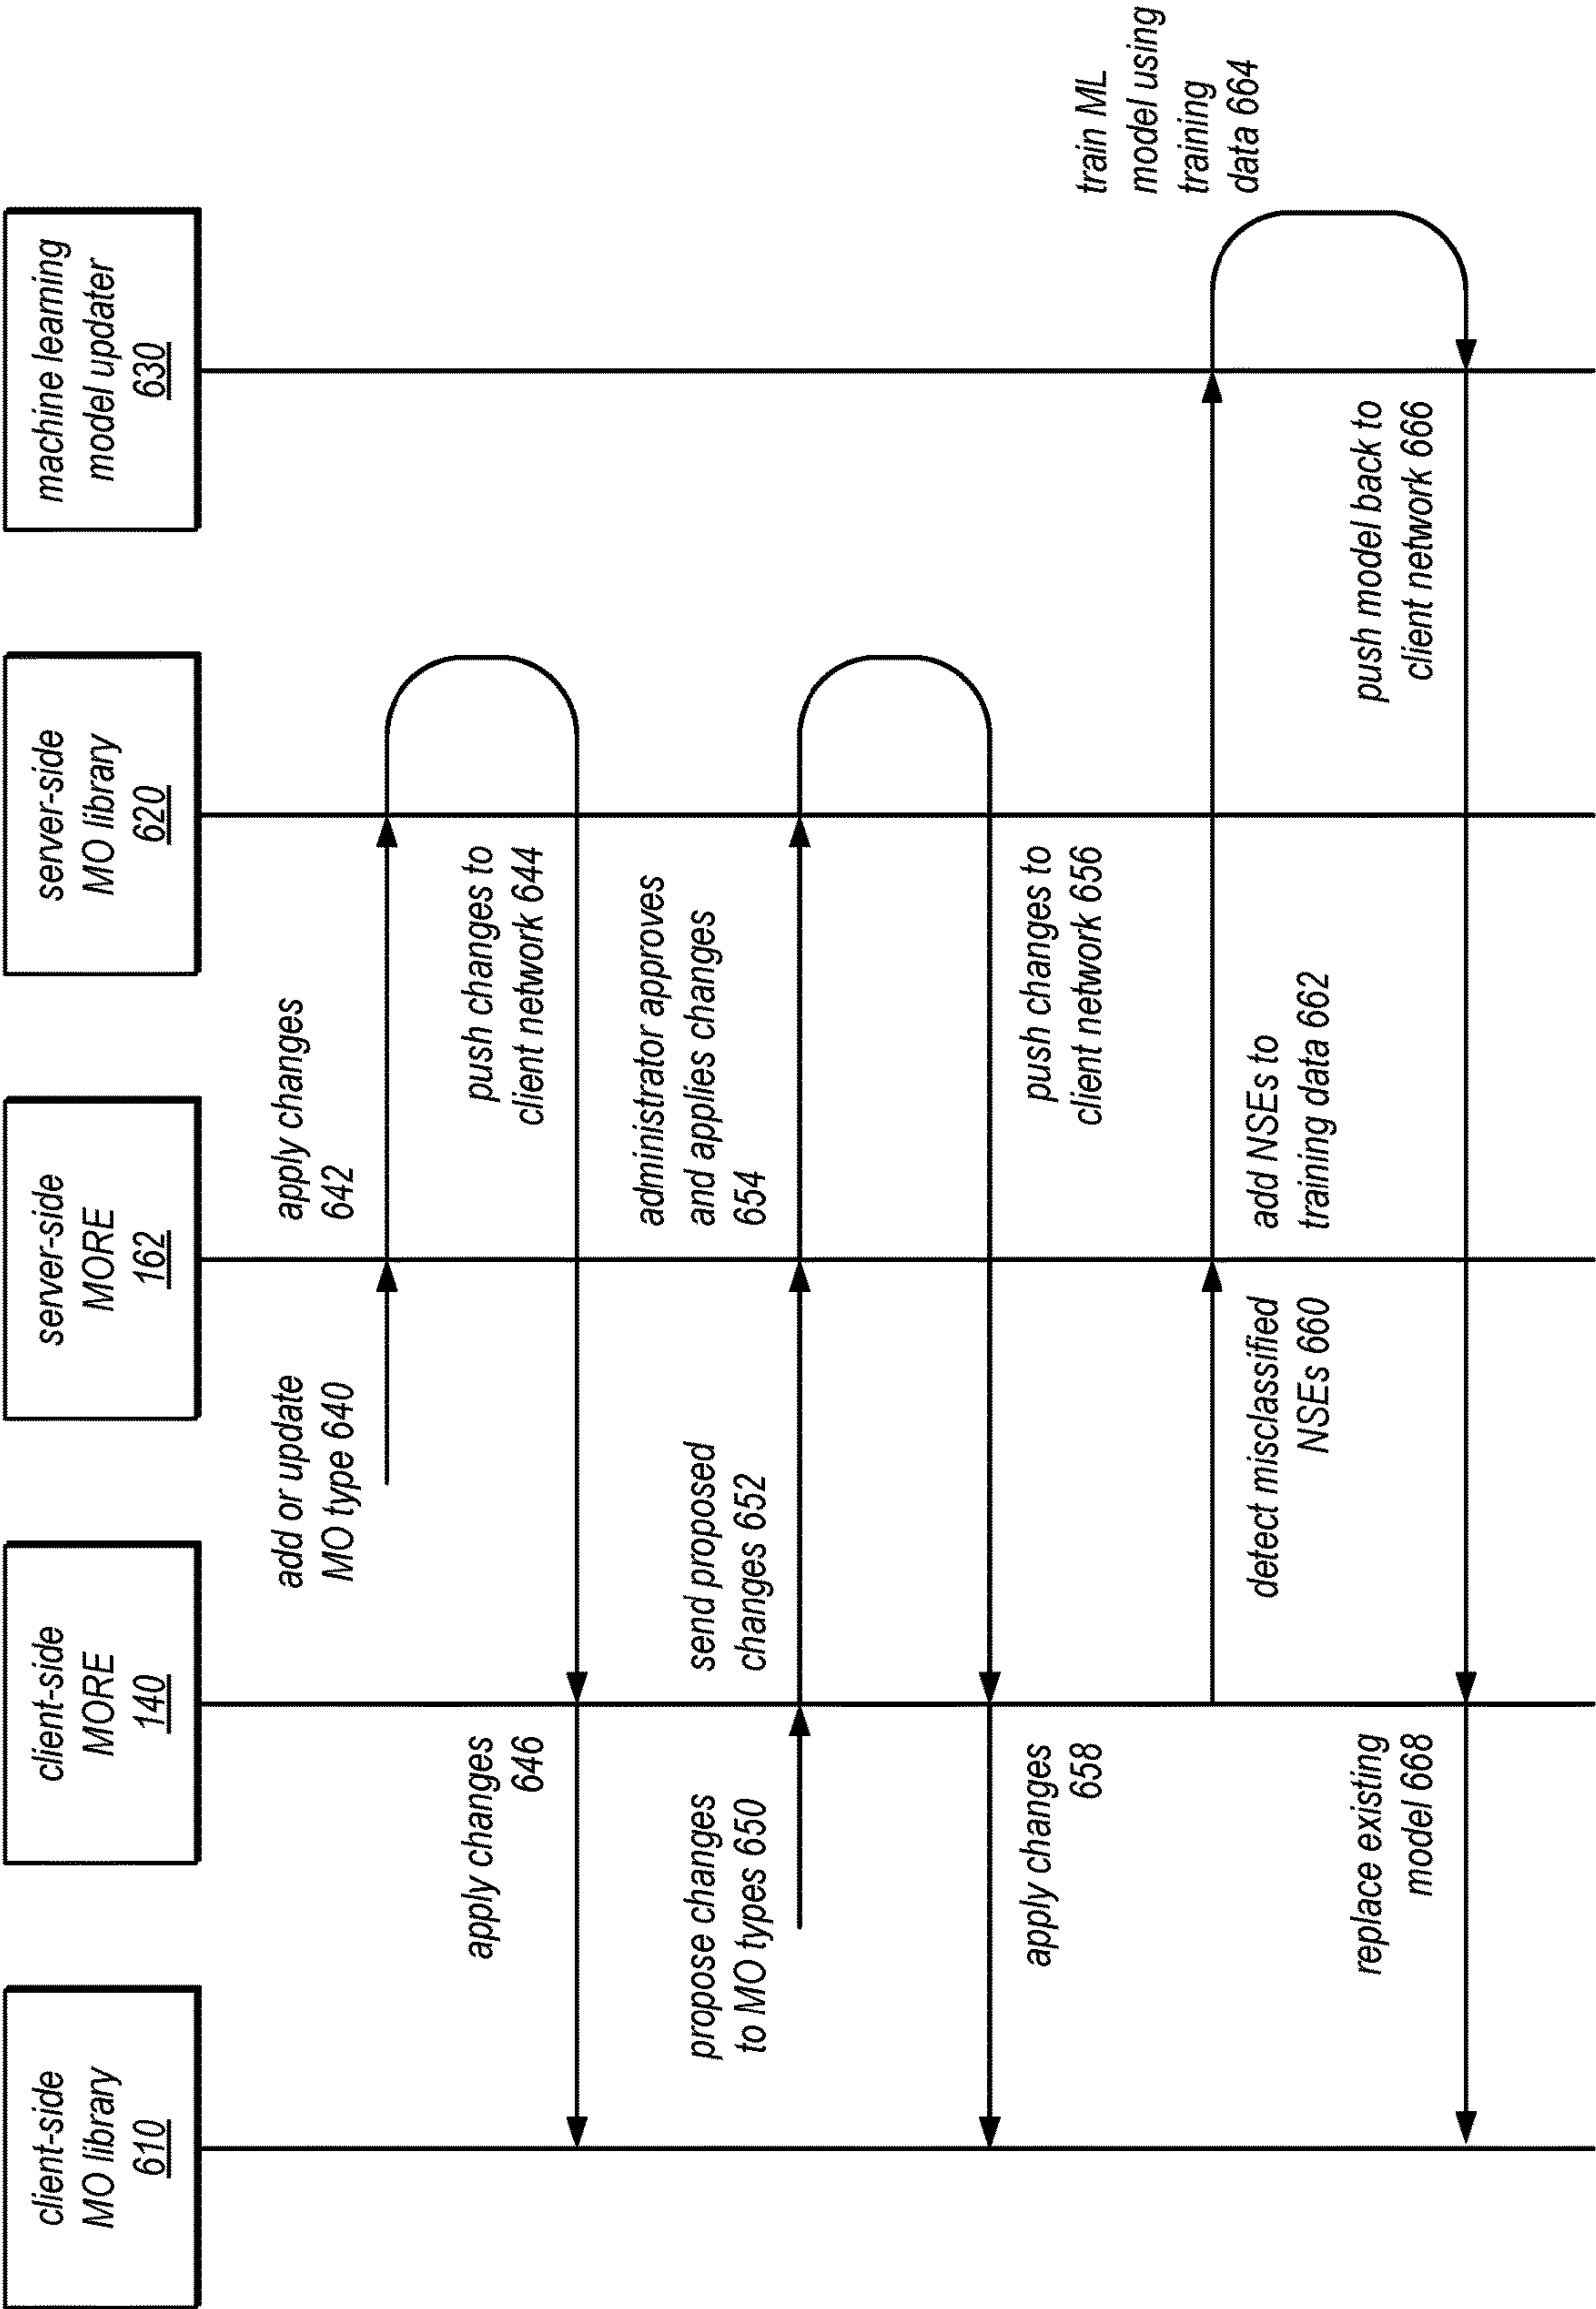 client-side
MO library
610
client-side
MORE
140
server-side
MORE
162
server-side
MO library
620
machine learning
model updater
630
add or update
MO type 640
apply changes
642
push changes to
client network 644
apply changes
646
propose changes
to MO types 650
send proposed
changes 652
administrator approves
and applies changes
654
push changes to
client network 656
apply changes
658
detect misclassified
NSEs 660
add NSEs to
training data 662
train ML
model using
training
data 664
push model back to
client network 666
replace existing
model 668